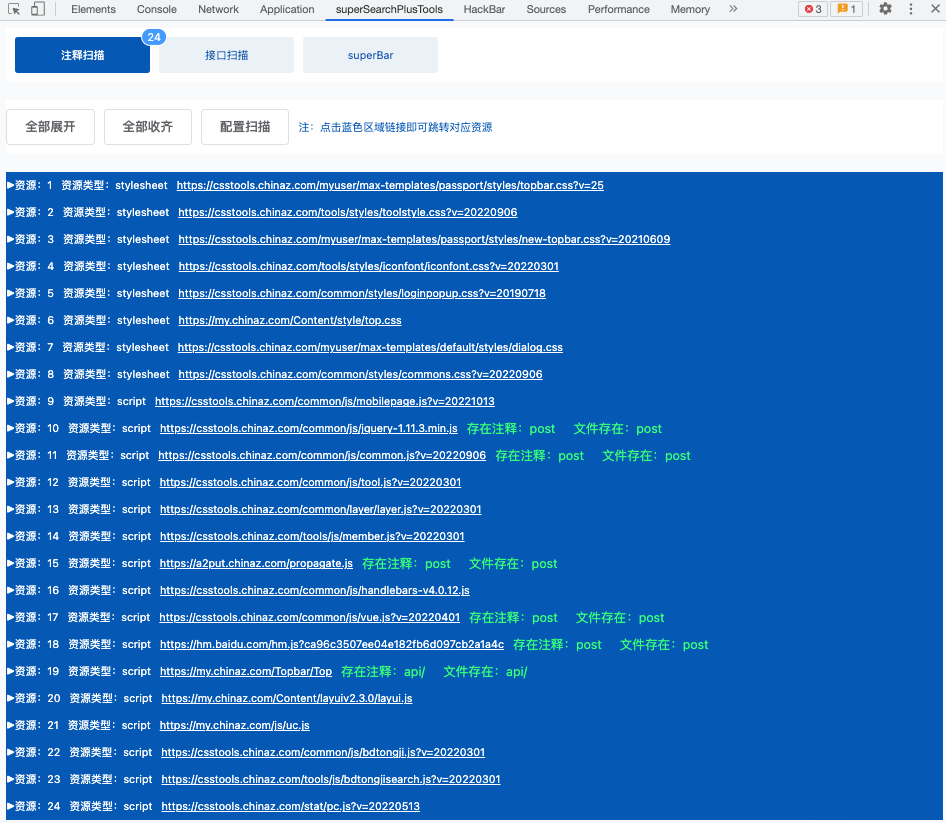 Elements Console Network Application superSearchPlusTools HackBar Sources Performance Memory 3 1
注释扫描 24 接口扫描 superBar
全部展开 全部收齐 配置扫描 注：点击蓝色区域链接即可跳转对应资源
▶资源：1 资源类型：stylesheet https://csstools.chinaz.com/myuser/max-templates/passport/styles/topbar.css?v=25
▶资源：2 资源类型：stylesheet https://csstools.chinaz.com/tools/styles/toolstyle.css?v=20220906
▶资源：3 资源类型：stylesheet https://csstools.chinaz.com/myuser/max-templates/passport/styles/new-topbar.css?v=20210609
▶资源：4 资源类型：stylesheet https://csstools.chinaz.com/tools/styles/iconfont/iconfont.css?v=20220301
▶资源：5 资源类型：stylesheet https://csstools.chinaz.com/common/styles/loginpopup.css?v=20190718
▶资源：6 资源类型：stylesheet https://my.chinaz.com/Content/style/top.css
▶资源：7 资源类型：stylesheet https://csstools.chinaz.com/myuser/max-templates/default/styles/dialog.css
▶资源：8 资源类型：stylesheet https://csstools.chinaz.com/common/styles/commons.css?v=20220906
▶资源：9 资源类型：script https://csstools.chinaz.com/common/js/mobilepage.js?v=20221013
▶资源：10 资源类型：script https://csstools.chinaz.com/common/js/jquery-1.11.3.min.js 存在注释：post 文件存在：post
▶资源：11 资源类型：script https://csstools.chinaz.com/common/js/common.js?v=20220906 存在注释：post 文件存在：post
▶资源：12 资源类型：script https://csstools.chinaz.com/common/js/tool.js?v=20220301
▶资源：13 资源类型：script https://csstools.chinaz.com/common/layer/layer.js?v=20220301
▶资源：14 资源类型：script https://csstools.chinaz.com/tools/js/member.js?v=20220301
▶资源：15 资源类型：script https://a2put.chinaz.com/propagate.js 存在注释：post 文件存在：post
▶资源：16 资源类型：script https://csstools.chinaz.com/common/js/handlebars-v4.0.12.js
▶资源：17 资源类型：script https://csstools.chinaz.com/common/js/vue.js?v=20220401 存在注释：post 文件存在：post
▶资源：18 资源类型：script https://hm.baidu.com/hm.js?ca96c3507ee04e182fb6d097cb2a1a4c 存在注释：post 文件存在：post
▶资源：19 资源类型：script https://my.chinaz.com/Topbar/Top 存在注释：api/ 文件存在：api/
▶资源：20 资源类型：script https://my.chinaz.com/Content/layuiv2.3.0/layui.js
▶资源：21 资源类型：script https://my.chinaz.com/js/uc.js
▶资源：22 资源类型：script https://csstools.chinaz.com/common/js/bdtongji.js?v=20220301
▶资源：23 资源类型：script https://csstools.chinaz.com/tools/js/bdtongjisearch.js?v=20220301
▶资源：24 资源类型：script https://csstools.chinaz.com/stat/pc.js?v=20220513